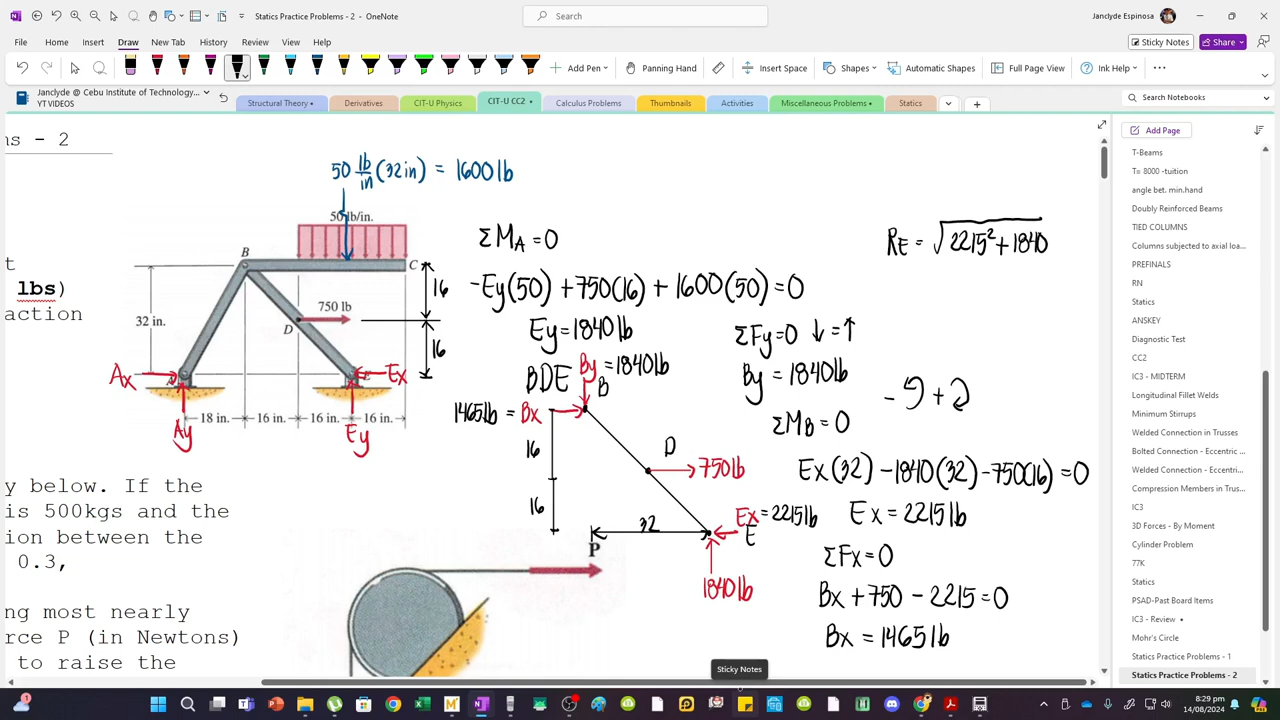 Statics Practice Problems - 2 - OneNote
Search
Janclyde Espinosa
File Home Insert Draw New Tab History Review View Help
Sticky Notes Share
Add Pen Panning Hand Insert Space Shapes Automatic Shapes Full Page View Ink Help
Janclyde @ Cebu Institute of Technology...
YT VIDEOS
Structural Theory Derivatives CIT-U Physics CIT-U CC2 Calculus Problems Thumbnails Activities Miscellaneous Problems Statics
Search Notebooks
Add Page
T-Beams
T= 8000 -tuition
angle bet. min.hand
Doubly Reinforced Beams
TIED COLUMNS
Columns subjected to axial loa...
PREFINALS
RN
Statics
ANSKEY
Diagnostic Test
CC2
IC3 - MIDTERM
Longitudinal Fillet Welds
Minimum Stirrups
Welded Connection in Trusses
Bolted Connection - Eccentric ...
Welded Connection - Eccentri...
Compression Members in Trus...
IC3
3D Forces - By Moment
Cylinder Problem
77K
Statics
PSAD-Past Board Items
IC3 - Review
Mohr's Circle
Statics Practice Problems - 1
Statics Practice Problems - 2
ns - 2
t
lbs)
action
y below. If the
is 500kgs and the
ion between the
0.3,
ng most nearly
rce P (in Newtons)
to raise the
50 lb/in (32in) = 1600 lb
50 lb/in.
B
C
16
750 lb
32 in.
D
16
Ax
Ex
18 in. 16 in. 16 in. 16 in.
Ay
Ey
ΣMA = 0
-Ey(50) + 750(16) + 1600(50) = 0
Ey = 1840 lb
BDE
By = 1840 lb
B
1465 lb = Bx
16
D
750 lb
16
32
Ex = 2215 lb
E
1840 lb
P
ΣFy = 0 ↓ = ↑
By = 1840 lb
ΣMB = 0
- ↺ + ↻
Ex(32) - 1840(32) - 750(16) = 0
Ex = 2215 lb
ΣFx = 0
Bx + 750 - 2215 = 0
Bx = 1465 lb
RE = √2215² + 1840
Sticky Notes
1
8:29 pm
14/08/2024